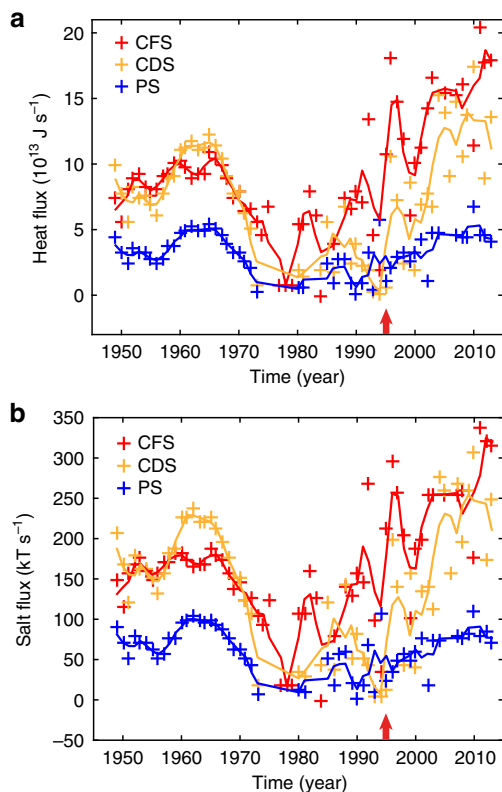 a
20
15
10
5
0
Heat flux (10¹³ J s⁻¹)
CFS
CDS
PS
1950 1960 1970 1980 1990 2000 2010
Time (year)
b
350
300
250
200
150
100
50
0
−50
Salt flux (kT s⁻¹)
CFS
CDS
PS
1950 1960 1970 1980 1990 2000 2010
Time (year)